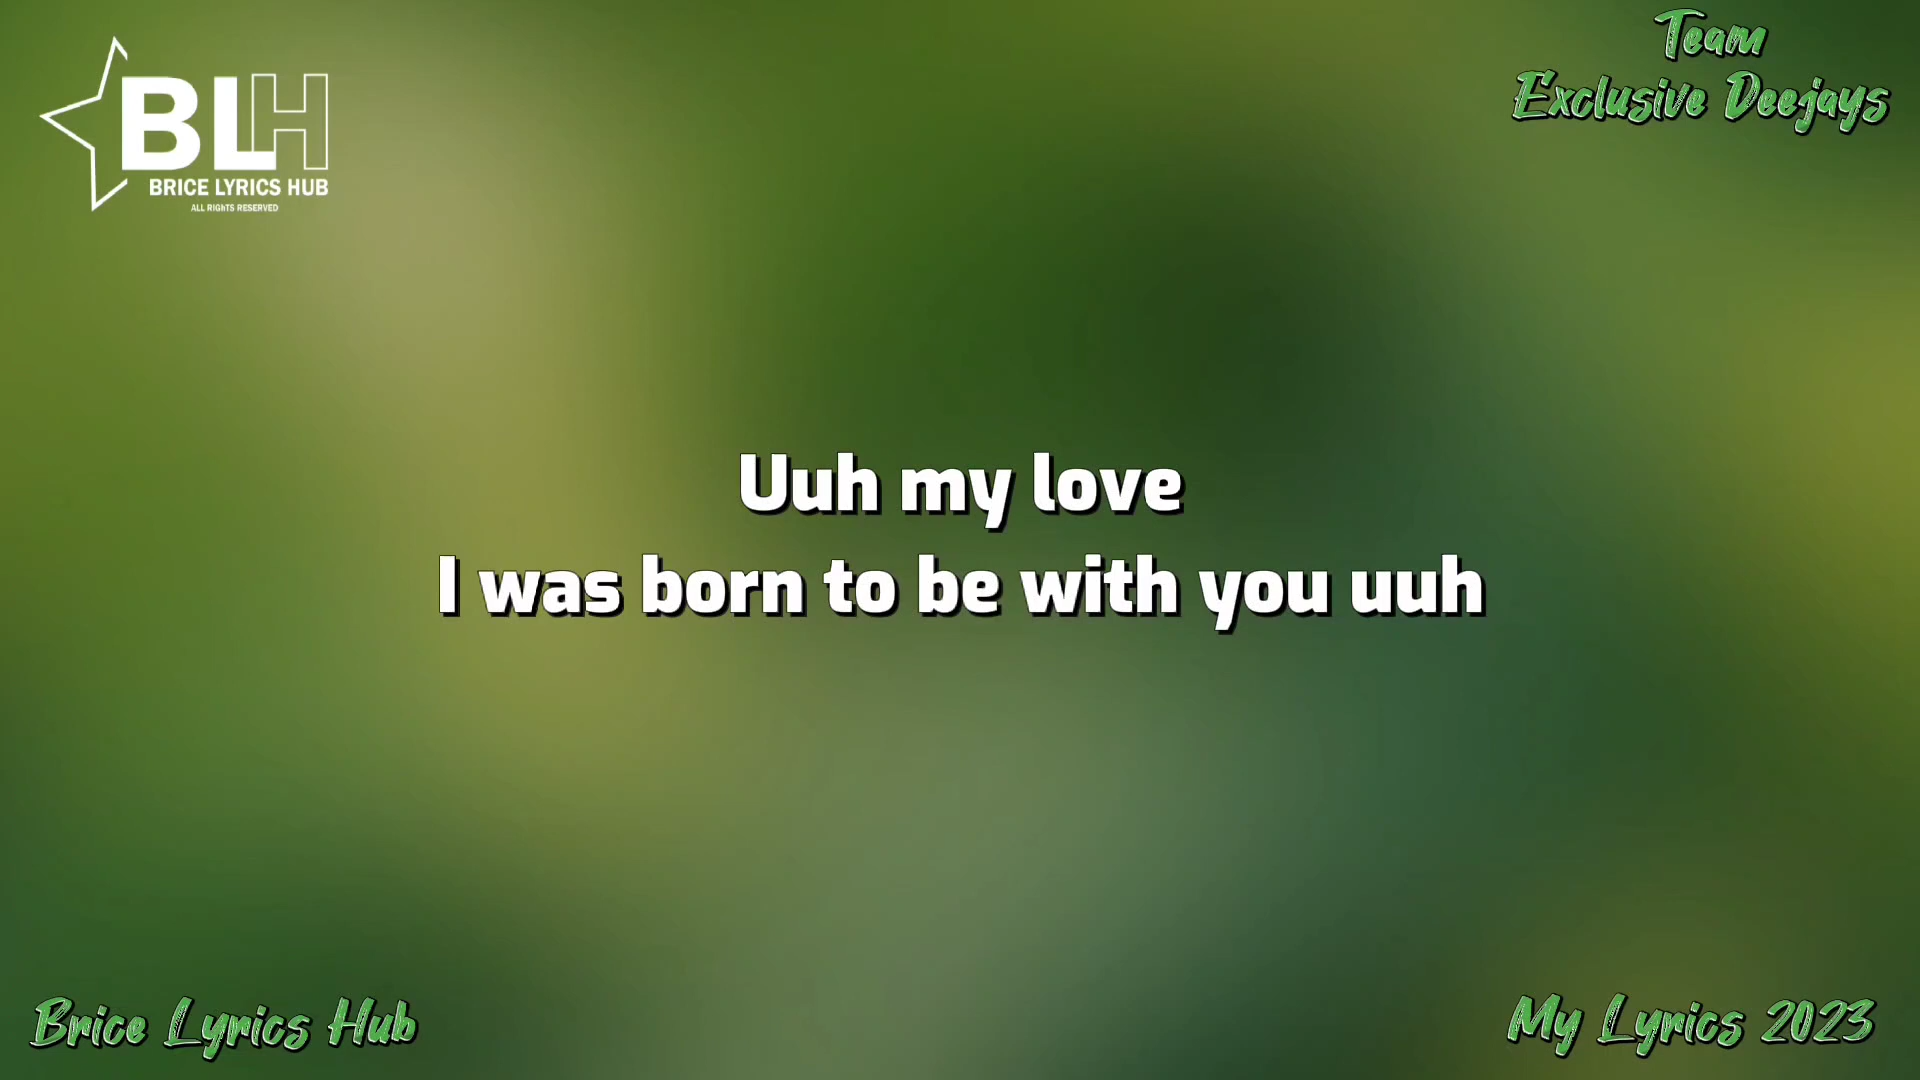 BLH
BRICE LYRICS HUB
ALL RIGHTS RESERVED
Team
Exclusive Deejays
Uuh my love
I was born to be with you uuh
Brice Lyrics Hub
My Lyrics 2023